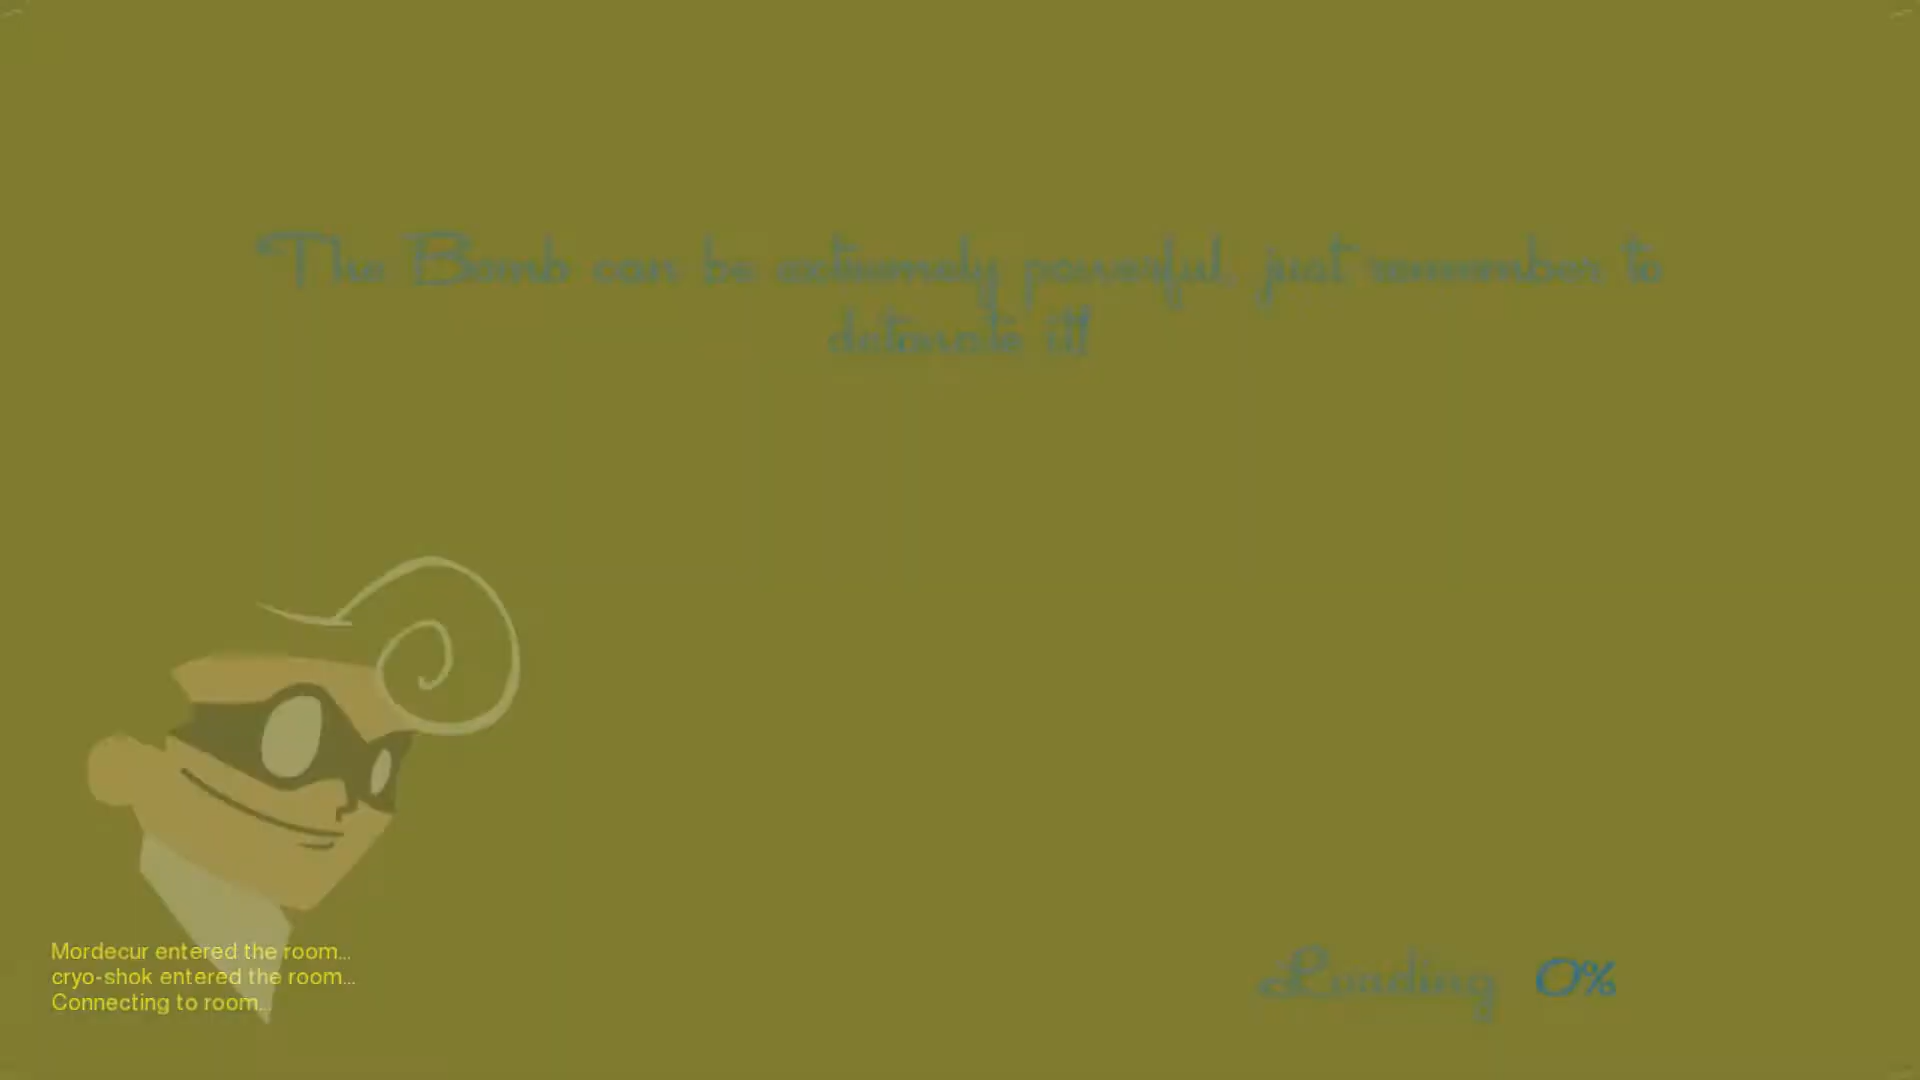 The Bomb can be extremely powerful, just remember to
detonate it!
Mordecur entered the room...
cryo-shok entered the room...
Connecting to room...
Loading 0%